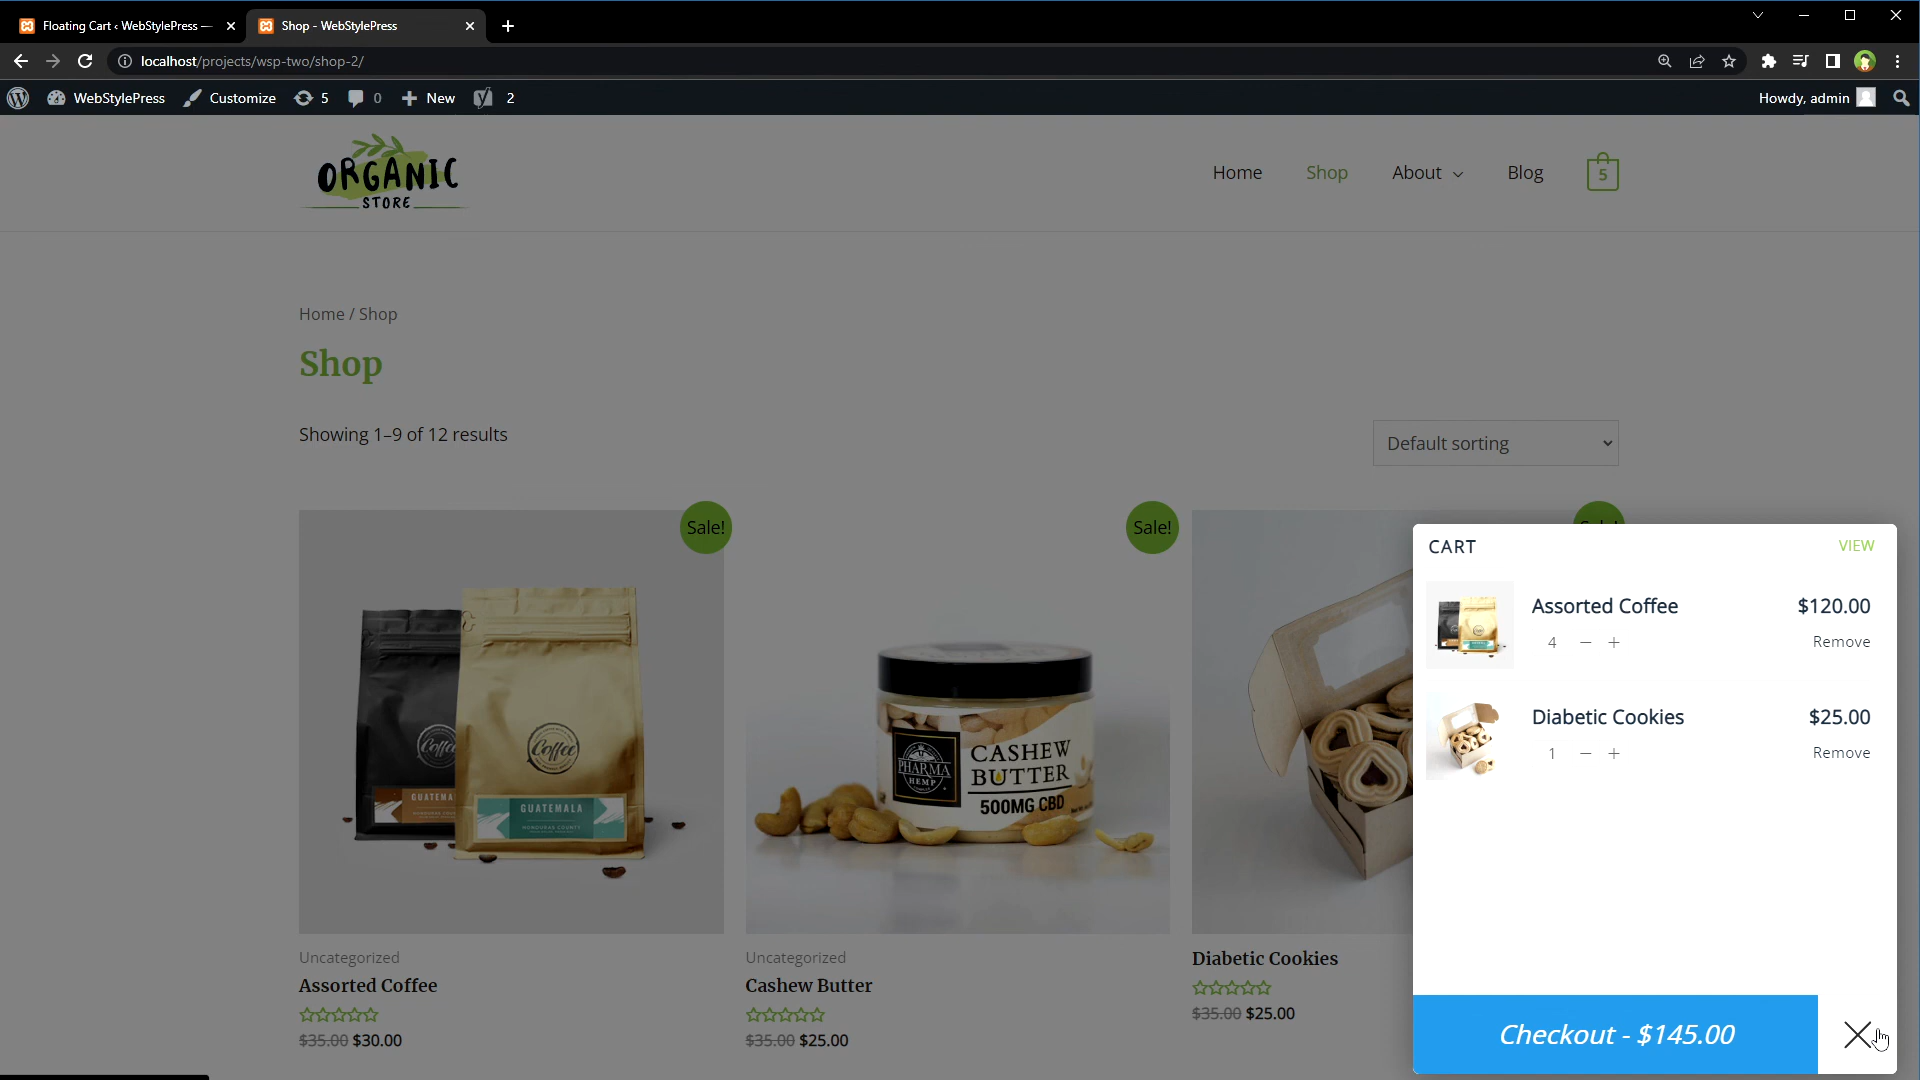 Floating Cart ‹ WebStylePress —
Shop - WebStylePress
localhost/projects/wsp-two/shop-2/
WebStylePress
Customize
5
0
New
2
Howdy, admin
ORGANIC
STORE
Home
Shop
About
Blog
5
Home / Shop
Shop
Showing 1–9 of 12 results
Default sorting
Sale!
Sale!
CART
VIEW
Assorted Coffee
$120.00
4 − +
Remove
Diabetic Cookies
$25.00
1 − +
Remove
Checkout - $145.00
Coffee
GUATEMALA
HONDURAS COUNTY
PHARMA
HEMP
CASHEW
BUTTER
500MG CBD
Uncategorized
Assorted Coffee
$35.00 $30.00
Uncategorized
Cashew Butter
$35.00 $25.00
Diabetic Cookies
$35.00 $25.00